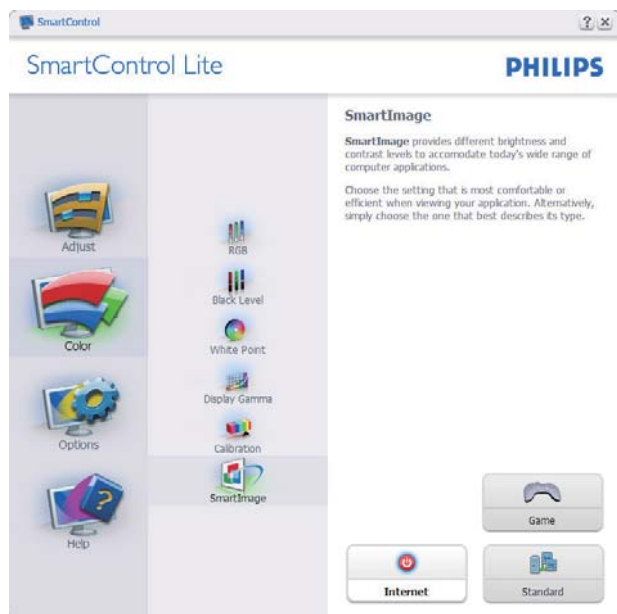 SmartControl
SmartControl Lite
PHILIPS
Adjust
Color
Options
Help
RGB
Black Level
White Point
Display Gamma
Calibration
SmartImage
SmartImage
SmartImage provides different brightness and
contrast levels to accomodate today's wide range of
computer applications.
Choose the setting that is most comfortable or
efficient when viewing your application. Alternatively,
simply choose the one that best describes its type.
Game
Internet
Standard